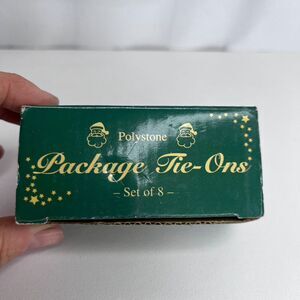 Polystone
Package Tie-Ons
– Set of 8 –